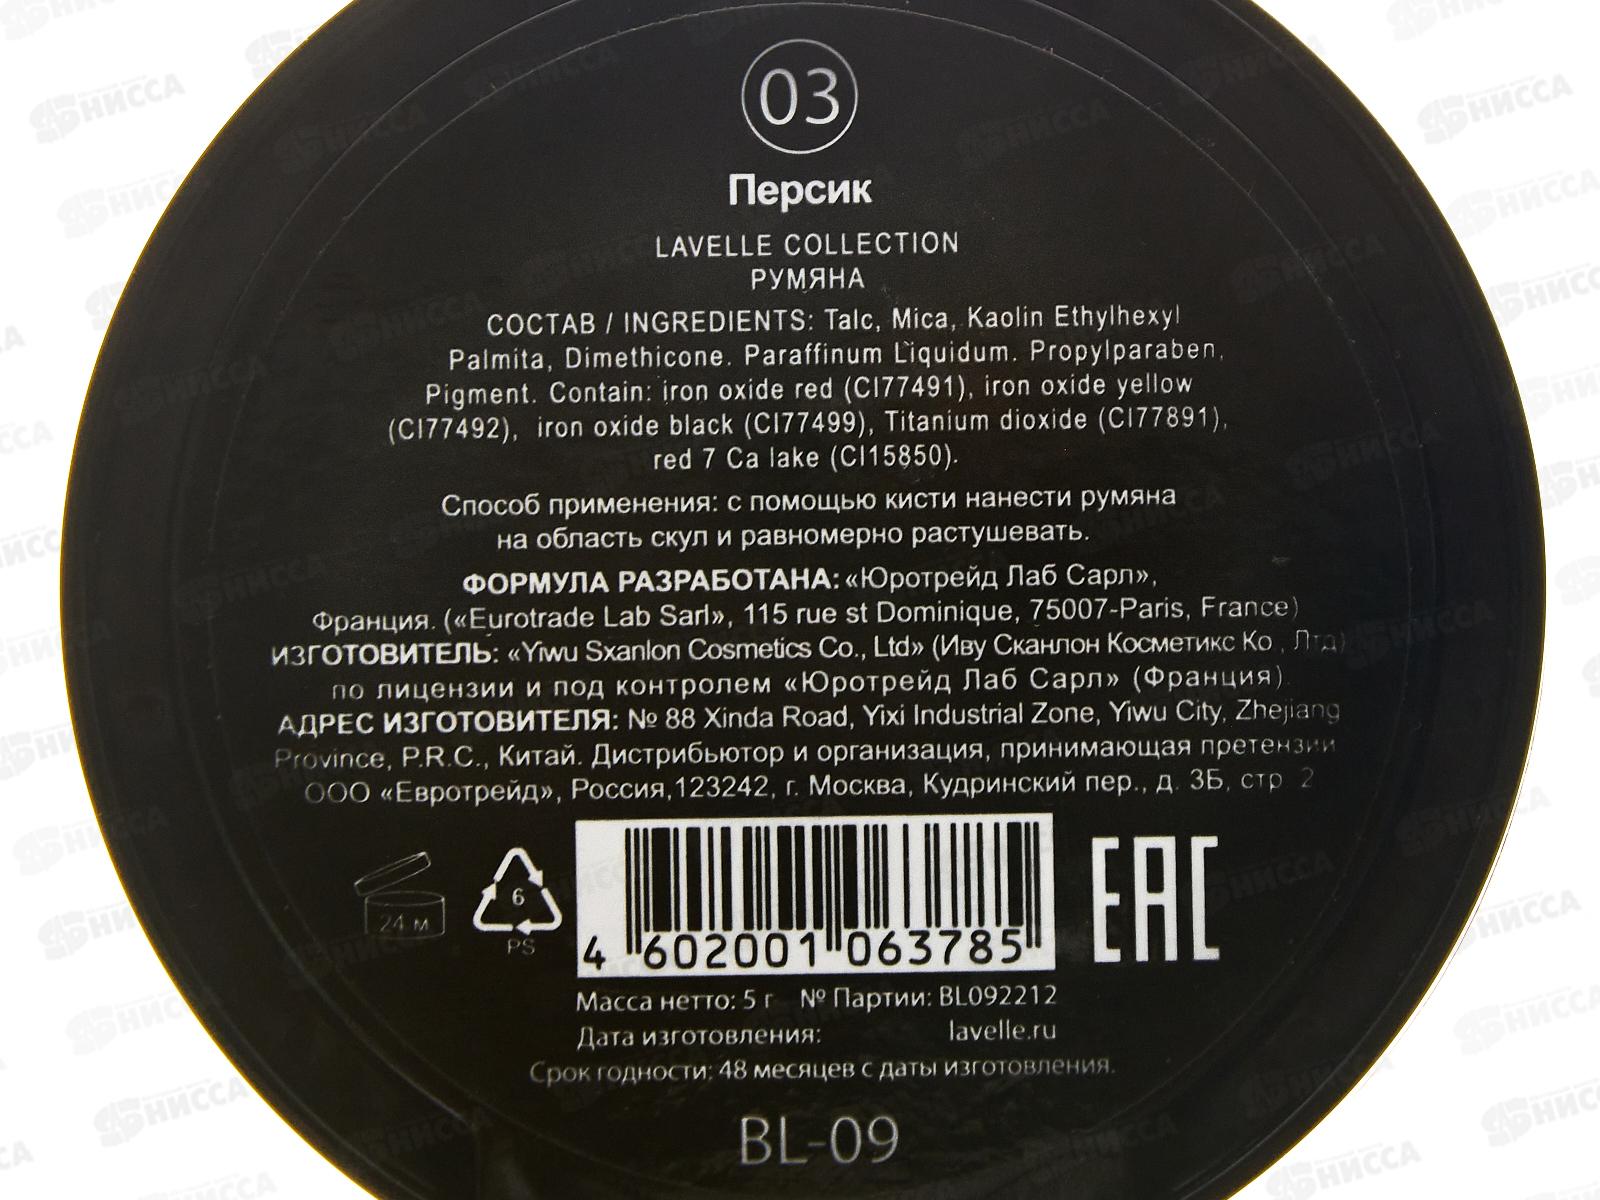 03
Персик
LAVELLE COLLECTION
РУМЯНА
СОСТАВ / INGREDIENTS: Talc, Mica, Kaolin Ethylhexyl
Palmita, Dimethicone. Paraffinum Liquidum. Propylparaben,
Pigment. Contain: iron oxide red (CI77491), iron oxide yellow
(CI77492), iron oxide black (CI77499), Titanium dioxide (CI77891),
red 7 Ca lake (CI15850).
Способ применения: с помощью кисти нанести румяна
на область скул и равномерно растушевать.
ФОРМУЛА РАЗРАБОТАНА: «Юротрейд Лаб Сарл»,
Франция. («Eurotrade Lab Sarl», 115 rue st Dominique, 75007-Paris, France)
ИЗГОТОВИТЕЛЬ: «Yiwu Sxanlon Cosmetics Co., Ltd» (Иву Сканлон Косметикс Ко., Лтд)
по лицензии и под контролем «Юротрейд Лаб Сарл» (Франция).
АДРЕС ИЗГОТОВИТЕЛЯ: № 88 Xinda Road, Yixi Industrial Zone, Yiwu City, Zhejiang
Province, P.R.C., Китай. Дистрибьютор и организация, принимающая претензии
ООО «Евротрейд», Россия,123242, г. Москва, Кудринский пер., д. 3Б, стр. 2
24 м
6
PS
4 602001 063785
EAC
Масса нетто: 5 г № Партии: BL092212
Дата изготовления: lavelle.ru
Срок годности: 48 месяцев с даты изготовления.
BL-09
НИССА